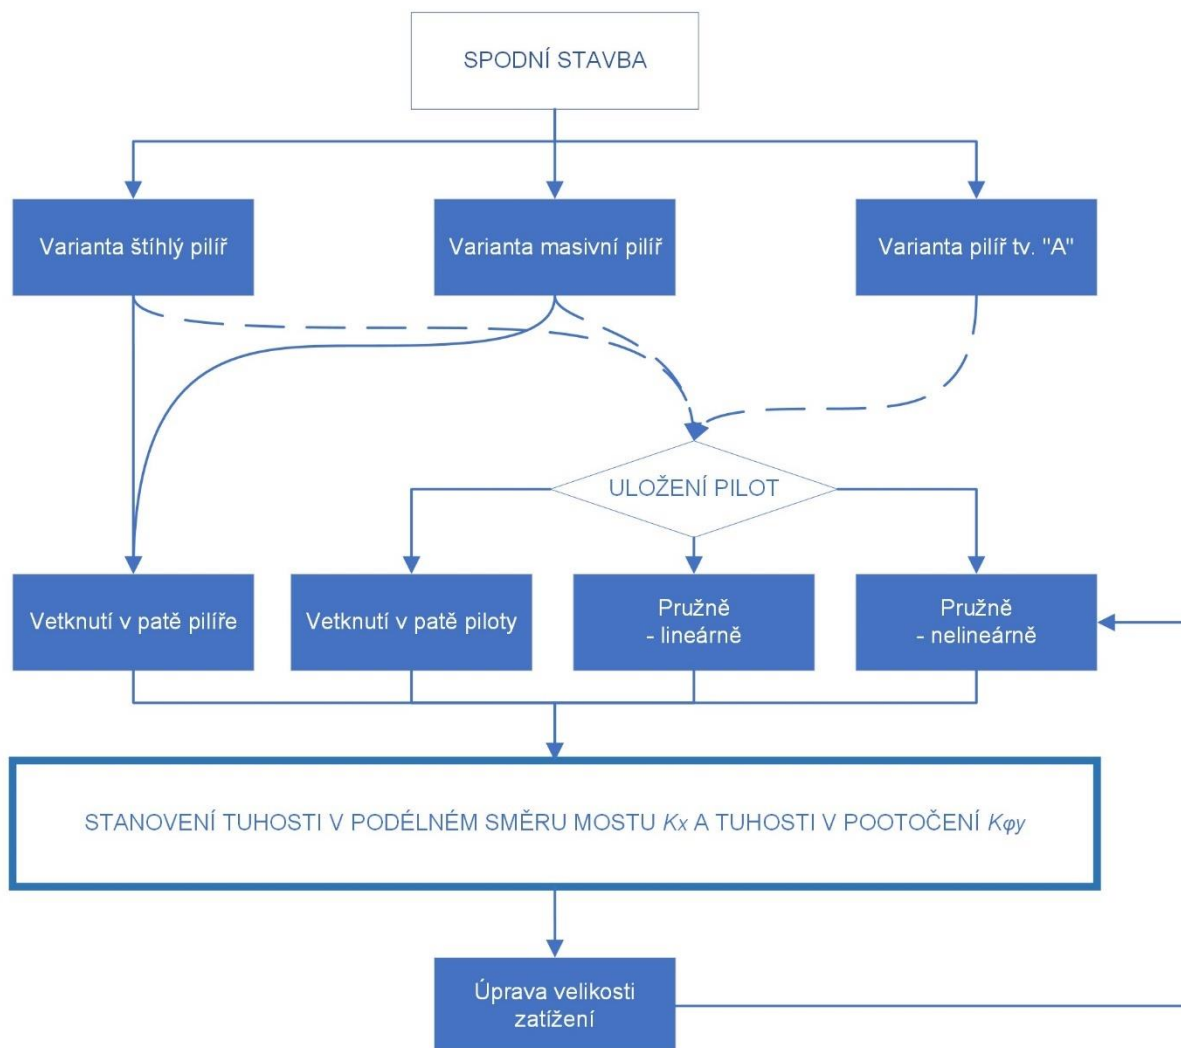 SPODNÍ STAVBA
Varianta štíhlý pilíř
Varianta masivní pilíř
Varianta pilíř tv. "A"
ULOŽENÍ PILOT
Vetknutí v patě pilíře
Vetknutí v patě piloty
Pružně
- lineárně
Pružně
- nelineárně
STANOVENÍ TUHOSTI V PODÉLNÉM SMĚRU MOSTU Kx A TUHOSTI V POOTOČENÍ Kφy
Úprava velikosti
zatížení